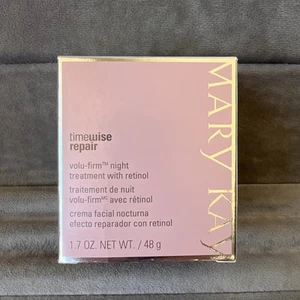 timewise
repair
volu-firm™ night
treatment with retinol
traitement de nuit
volu-firmᴹᶜ avec rétinol
crema facial nocturna
efecto reparador con retinol
1.7 OZ. NET WT. / 48 g
MARY KAY